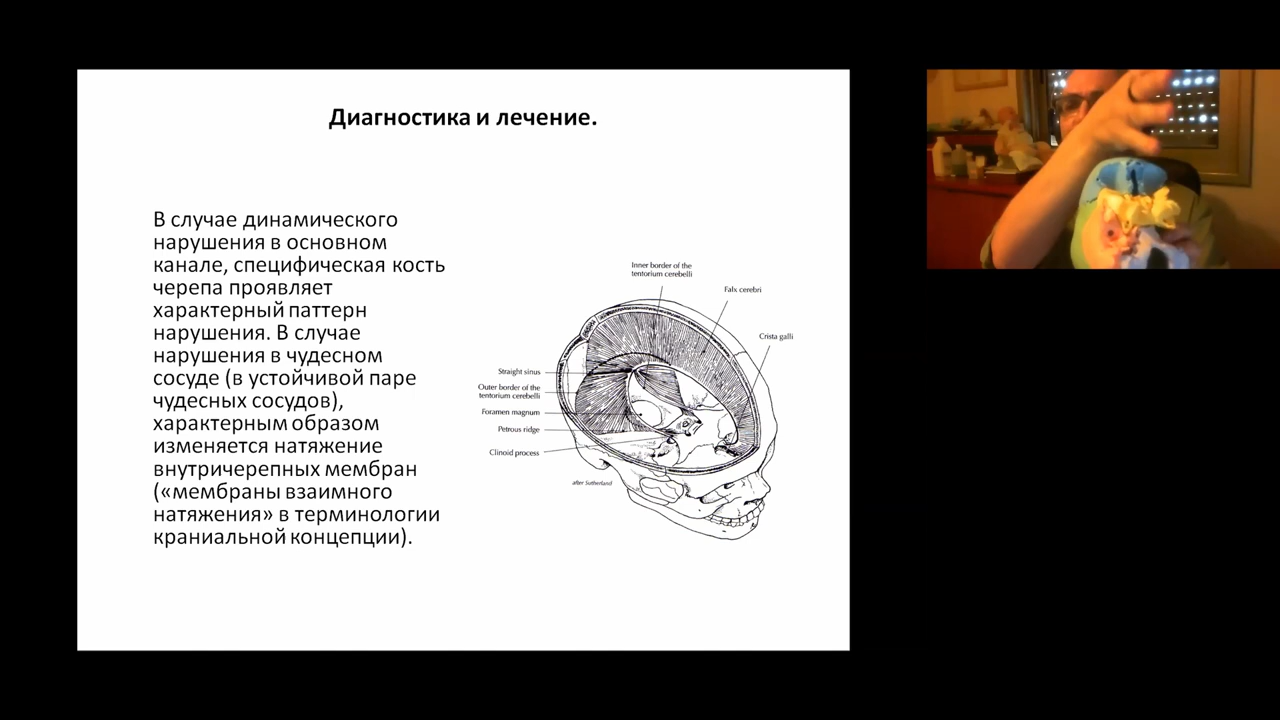 Диагностика и лечение.
В случае динамического
нарушения в основном
канале, специфическая кость
черепа проявляет
характерный паттерн
нарушения. В случае
нарушения в чудесном
сосуде (в устойчивой паре
чудесных сосудов),
характерным образом
изменяется натяжение
внутричерепных мембран
(«мембраны взаимного
натяжения» в терминологии
краниальной концепции).
Inner border of the
tentorium cerebelli
Falx cerebri
Crista galli
Straight sinus
Outer border of the
tentorium cerebelli
Foramen magnum
Petrous ridge
Clinoid process
after Sutherland